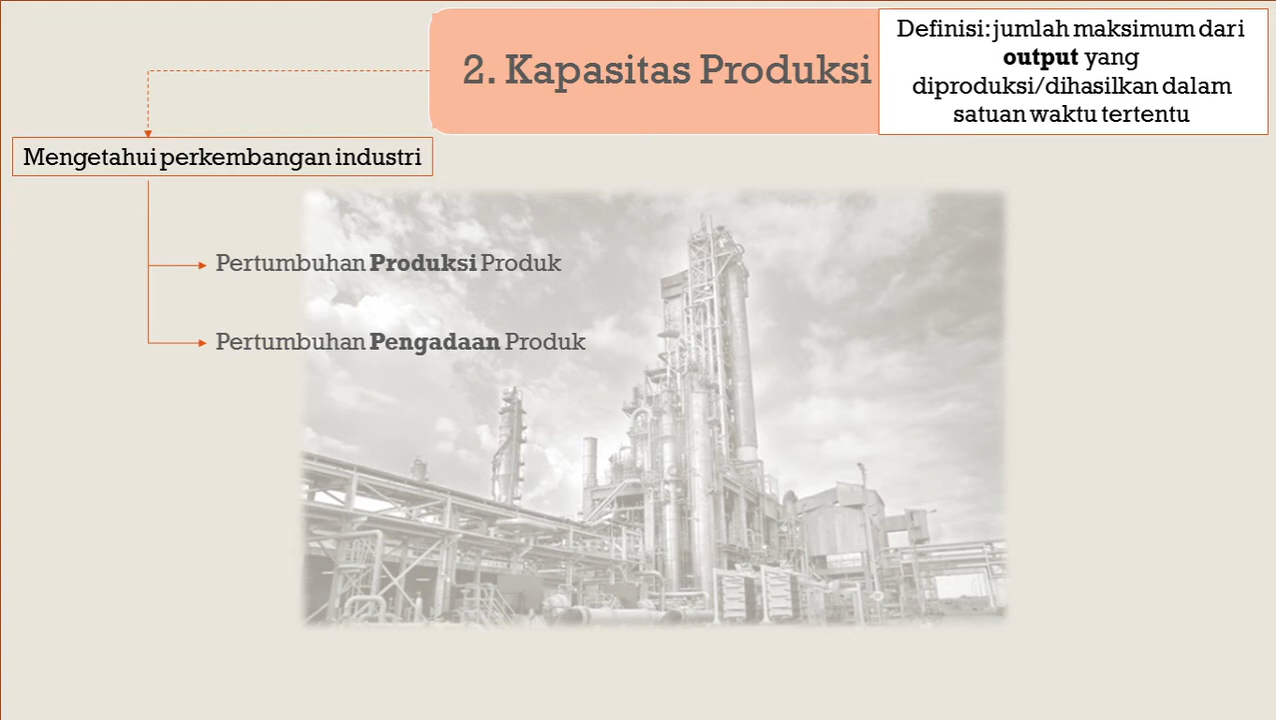 2. Kapasitas Produksi
Definisi: jumlah maksimum dari
output yang
diproduksi/dihasilkan dalam
satuan waktu tertentu
Mengetahui perkembangan industri
Pertumbuhan Produksi Produk
Pertumbuhan Pengadaan Produk